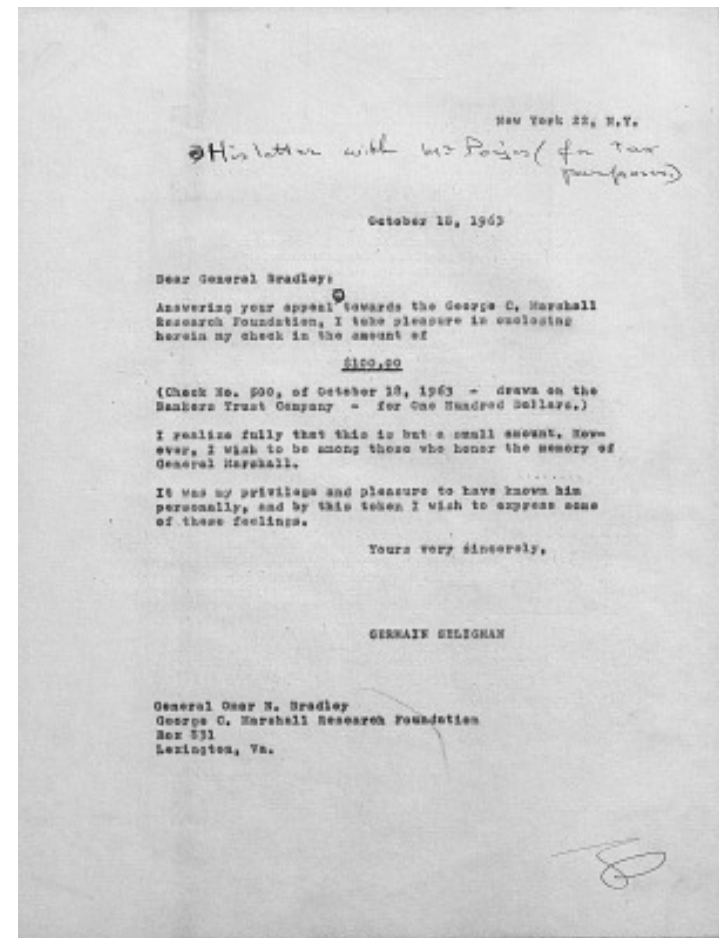 New York 22, N.Y.
His letter with Mr (for Tax
purposes)
October 18, 1963
Dear General Bradley:
Answering your appeal towards the George C. Marshall
Research Foundation, I take pleasure in enclosing
herein my check in the amount of
$100.00
(Check No. 500, of October 18, 1963 - drawn on the
Bankers Trust Company - for One Hundred Dollars.)
I realize fully that this is but a small amount. How-
ever, I wish to be among those who honor the memory of
General Marshall.
It was my privilege and pleasure to have known him
personally, and by this token I wish to express some
of these feelings.
Yours very sincerely,
GERMAIN SELIGMAN
General Omar N. Bradley
George C. Marshall Research Foundation
Box 831
Lexington, Va.